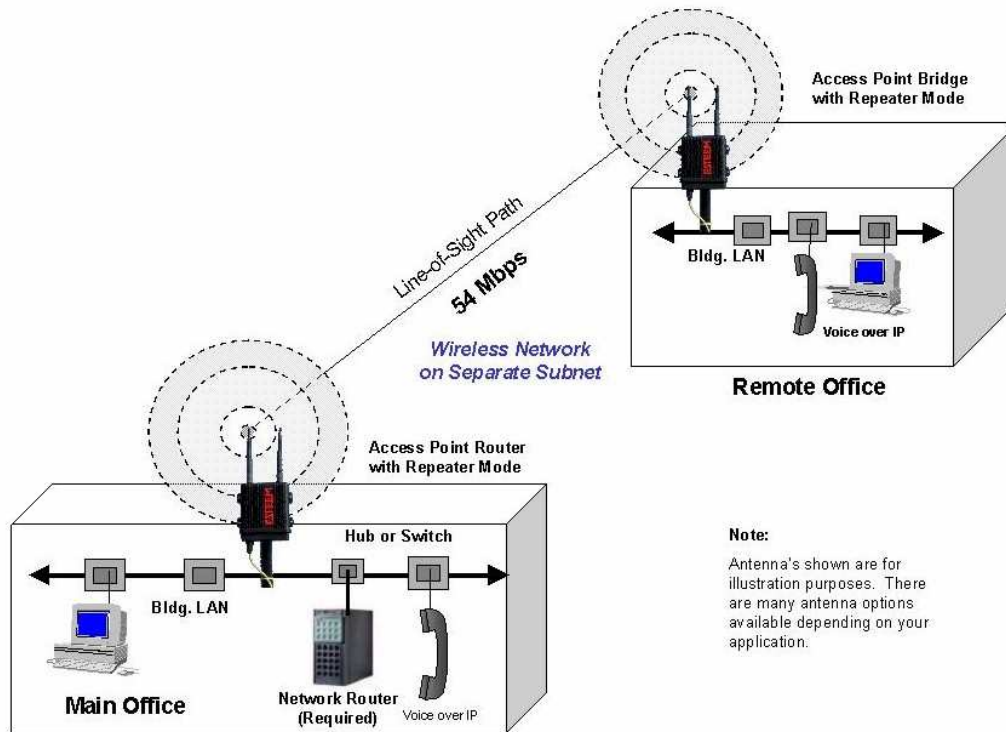 Access Point Bridge
with Repeater Mode
ESTEEM
Bldg. LAN
Voice over IP
Remote Office
Line-of-Sight Path
54 Mbps
Wireless Network
on Separate Subnet
Access Point Router
with Repeater Mode
ESTEEM
Hub or Switch
Bldg. LAN
Main Office
Network Router
(Required)
Voice over IP
Note:
Antenna's shown are for
illustration purposes. There
are many antenna options
available depending on your
application.